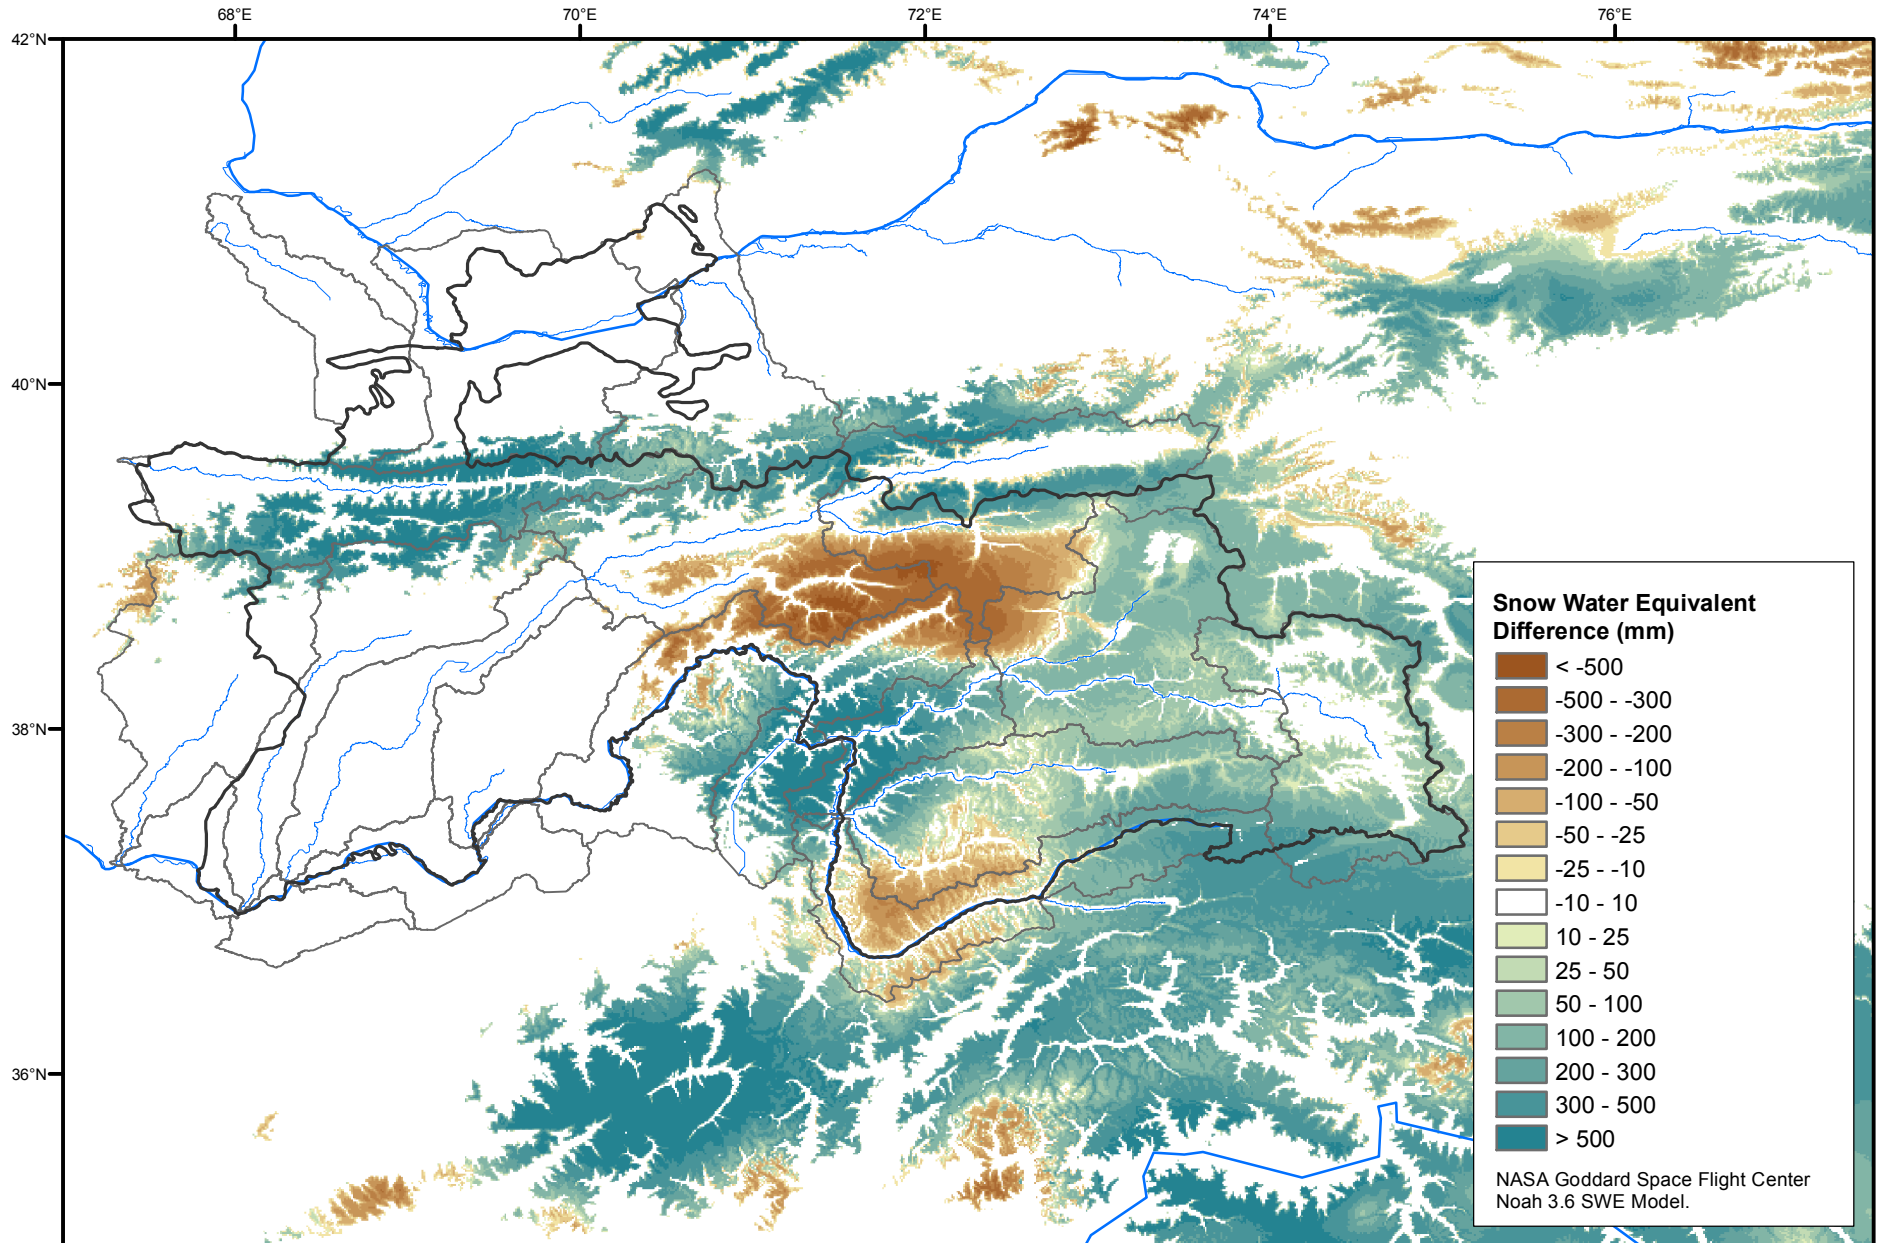 68°E
70°E
72°E
74°E
76°E
42°N
40°N
38°N
36°N
Snow Water Equivalent
Difference (mm)
< -500
-500 - -300
-300 - -200
-200 - -100
-100 - -50
-50 - -25
-25 - -10
-10 - 10
10 - 25
25 - 50
50 - 100
100 - 200
200 - 300
300 - 500
> 500
NASA Goddard Space Flight Center
Noah 3.6 SWE Model.